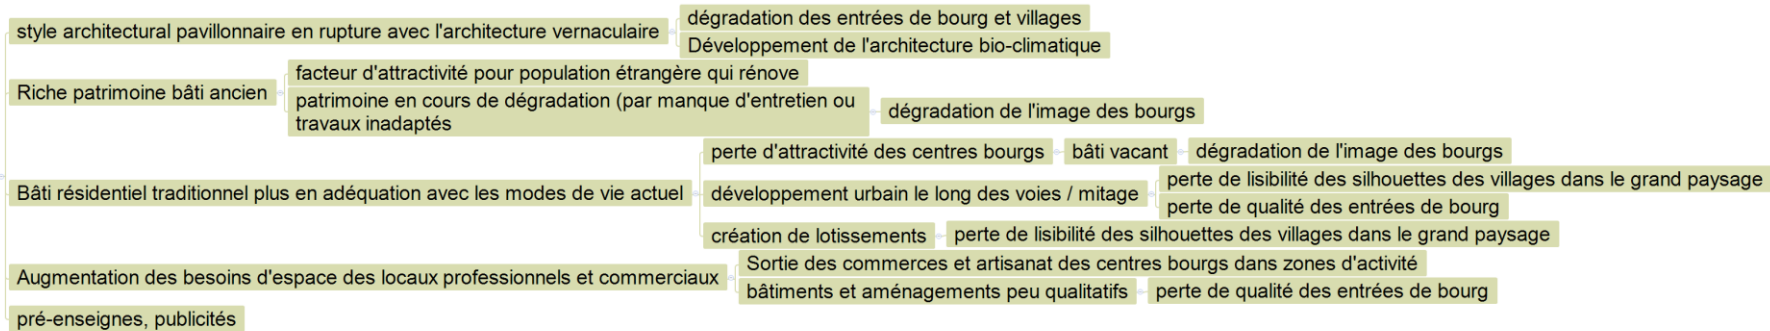 style architectural pavillonnaire en rupture avec l'architecture vernaculaire
dégradation des entrées de bourg et villages
Développement de l'architecture bio-climatique
Riche patrimoine bâti ancien
facteur d'attractivité pour population étrangère qui rénove
patrimoine en cours de dégradation (par manque d'entretien ou
travaux inadaptés
dégradation de l'image des bourgs
Bâti résidentiel traditionnel plus en adéquation avec les modes de vie actuel
perte d'attractivité des centres bourgs
bâti vacant
dégradation de l'image des bourgs
développement urbain le long des voies / mitage
perte de lisibilité des silhouettes des villages dans le grand paysage
perte de qualité des entrées de bourg
création de lotissements
perte de lisibilité des silhouettes des villages dans le grand paysage
Augmentation des besoins d'espace des locaux professionnels et commerciaux
Sortie des commerces et artisanat des centres bourgs dans zones d'activité
bâtiments et aménagements peu qualitatifs
perte de qualité des entrées de bourg
pré-enseignes, publicités